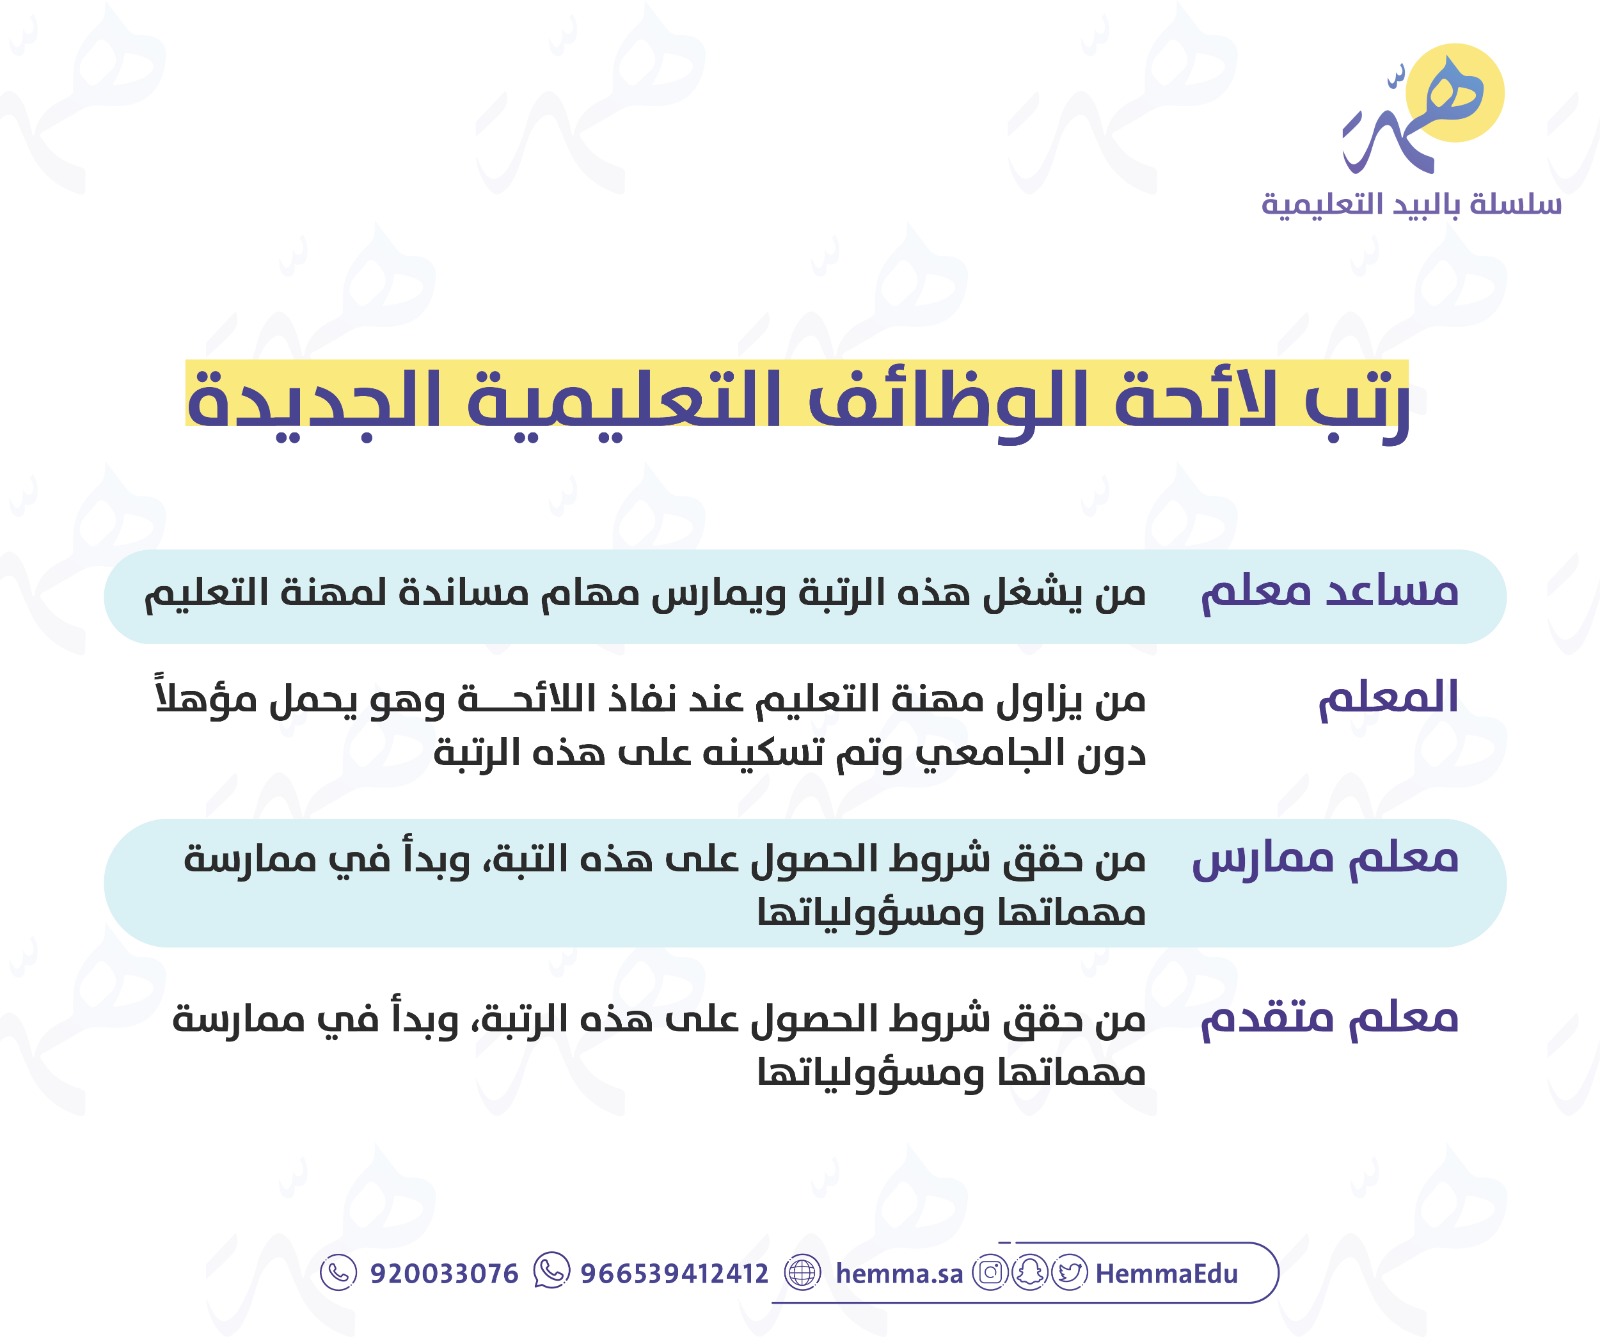 همّة
سلسلة بالبيد التعليمية
رتب لائحة الوظائف التعليمية الجديدة
مساعد معلم من يشغل هذه الرتبة ويمارس مهام مساندة لمهنة التعليم
المعلم من يزاول مهنة التعليم عند نفاذ اللائحـــة وهو يحمل مؤهلاً
دون الجامعي وتم تسكينه على هذه الرتبة
معلم ممارس من حقق شروط الحصول على هذه التبة، وبدأ في ممارسة
مهماتها ومسؤولياتها
معلم متقدم من حقق شروط الحصول على هذه الرتبة، وبدأ في ممارسة
مهماتها ومسؤولياتها
920033076 966539412412 hemma.sa HemmaEdu